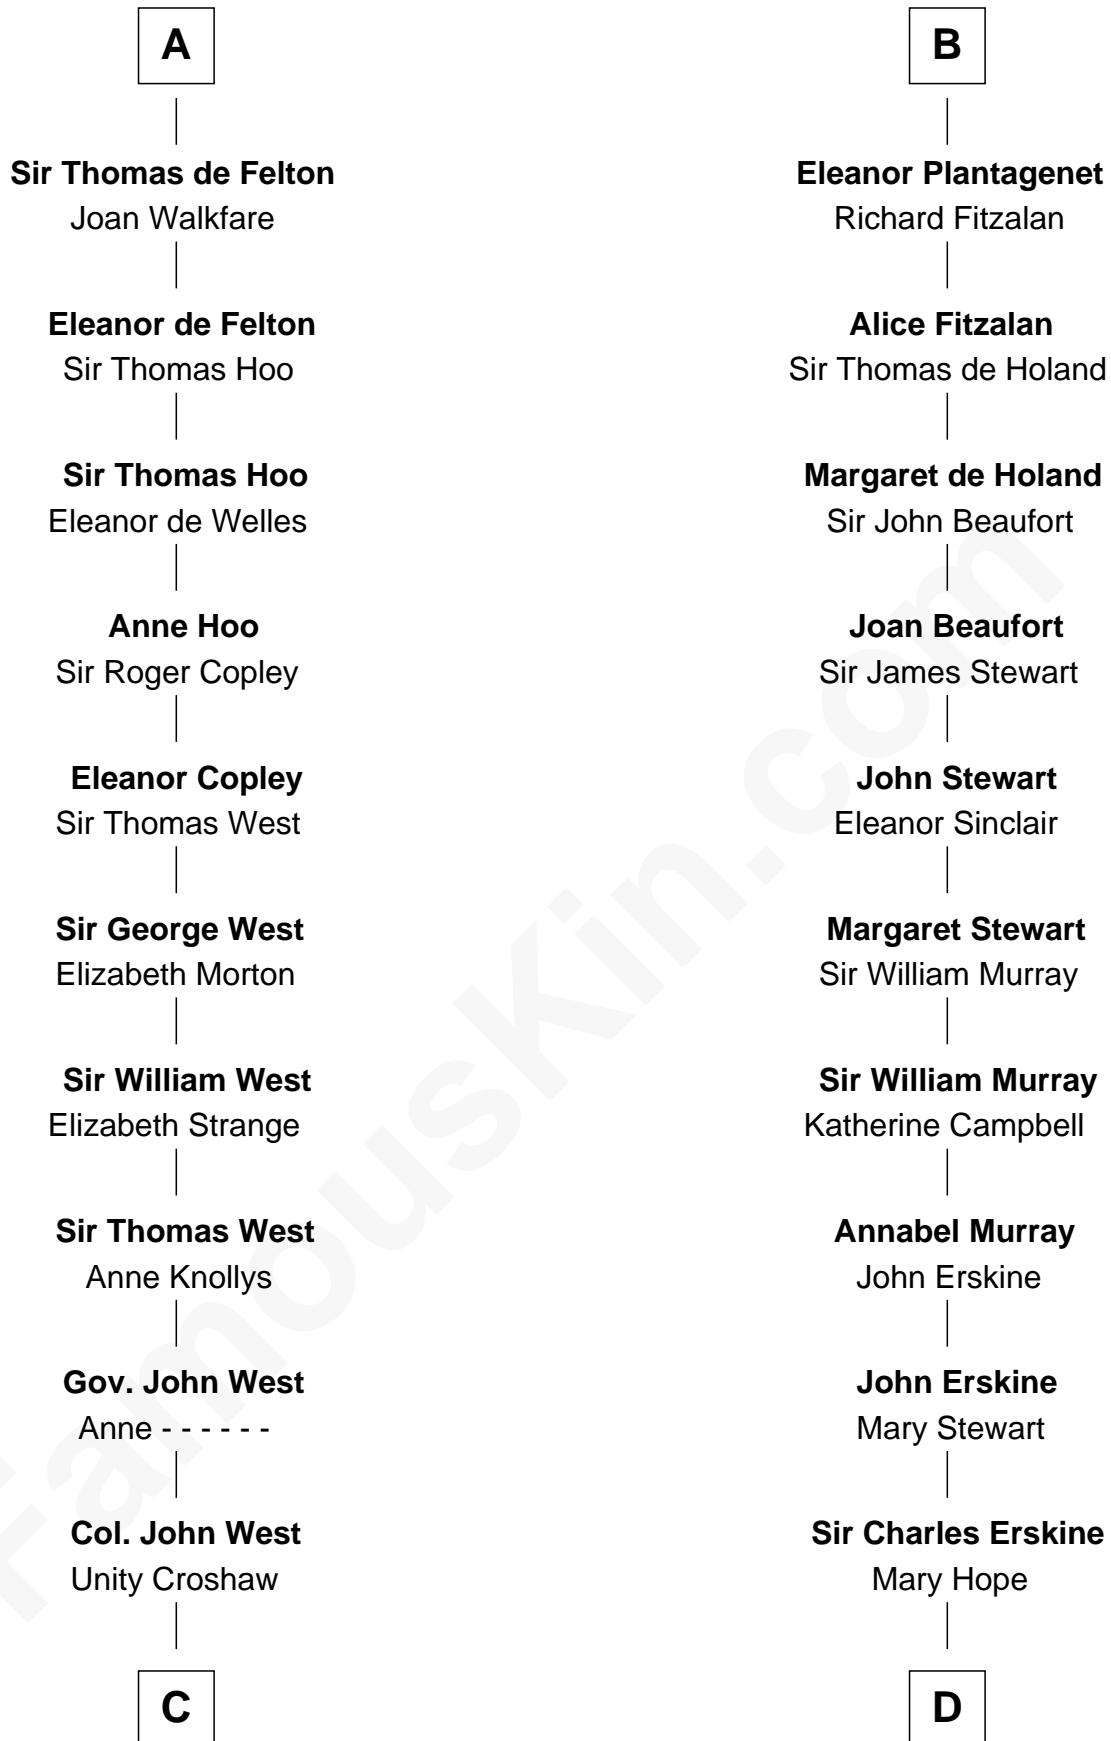 A
Sir Thomas de Felton
Joan Walkfare
Eleanor de Felton
Sir Thomas Hoo
Sir Thomas Hoo
Eleanor de Welles
Anne Hoo
Sir Roger Copley
Eleanor Copley
Sir Thomas West
Sir George West
Elizabeth Morton
Sir William West
Elizabeth Strange
Sir Thomas West
Anne Knollys
Gov. John West
Anne - - - - - -
Col. John West
Unity Croshaw
C
B
Eleanor Plantagenet
Richard Fitzalan
Alice Fitzalan
Sir Thomas de Holand
Margaret de Holand
Sir John Beaufort
Joan Beaufort
Sir James Stewart
John Stewart
Eleanor Sinclair
Margaret Stewart
Sir William Murray
Sir William Murray
Katherine Campbell
Annabel Murray
John Erskine
John Erskine
Mary Stewart
Sir Charles Erskine
Mary Hope
D
FamousKin.com